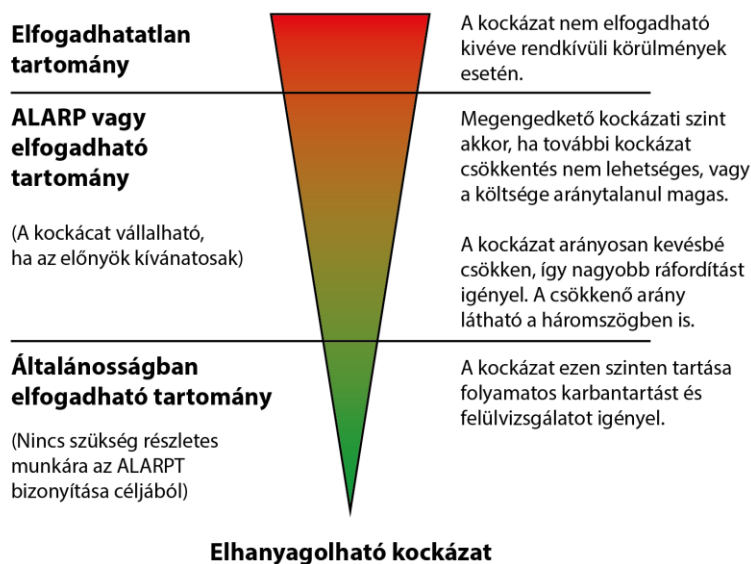 Elfogadhatatlan
tartomány
A kockázat nem elfogadható
kivéve rendkívüli körülmények
esetén.
ALARP vagy
elfogadható
tartomány
(A kockácat vállalható,
ha az előnyök kívánatosak)
Megengedkető kockázati szint
akkor, ha további kockázat
csökkentés nem lehetséges, vagy
a költsége aránytalanul magas.
A kockázat arányosan kevésbé
csökken, így nagyobb ráfordítást
igényel. A csökkenő arány
látható a háromszögben is.
Általánosságban
elfogadható tartomány
(Nincs szükség részletes
munkára az ALARPT
bizonyítása céljából)
A kockázat ezen szinten tartása
folyamatos karbantartást és
felülvizsgálatot igényel.
Elhanyagolható kockázat